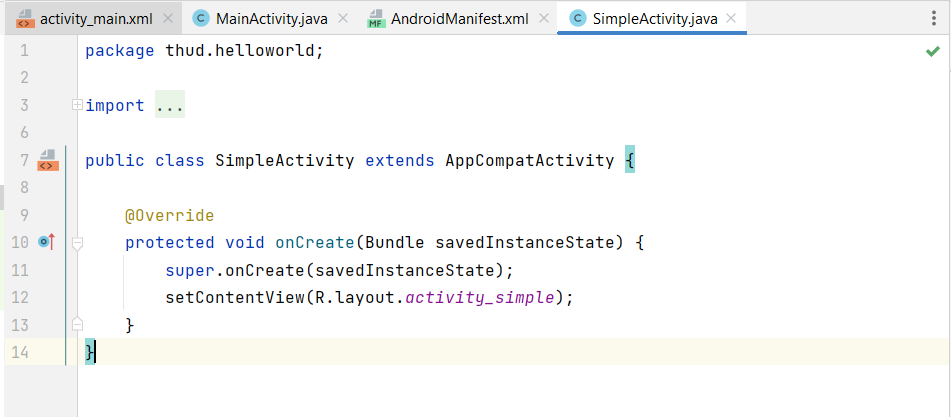 activity_main.xml MainActivity.java AndroidManifest.xml SimpleActivity.java
1 package thud.helloworld;
2
3 import ...
6
7 public class SimpleActivity extends AppCompatActivity {
8
9 @Override
10 protected void onCreate(Bundle savedInstanceState) {
11 super.onCreate(savedInstanceState);
12 setContentView(R.layout.activity_simple);
13 }
14 }